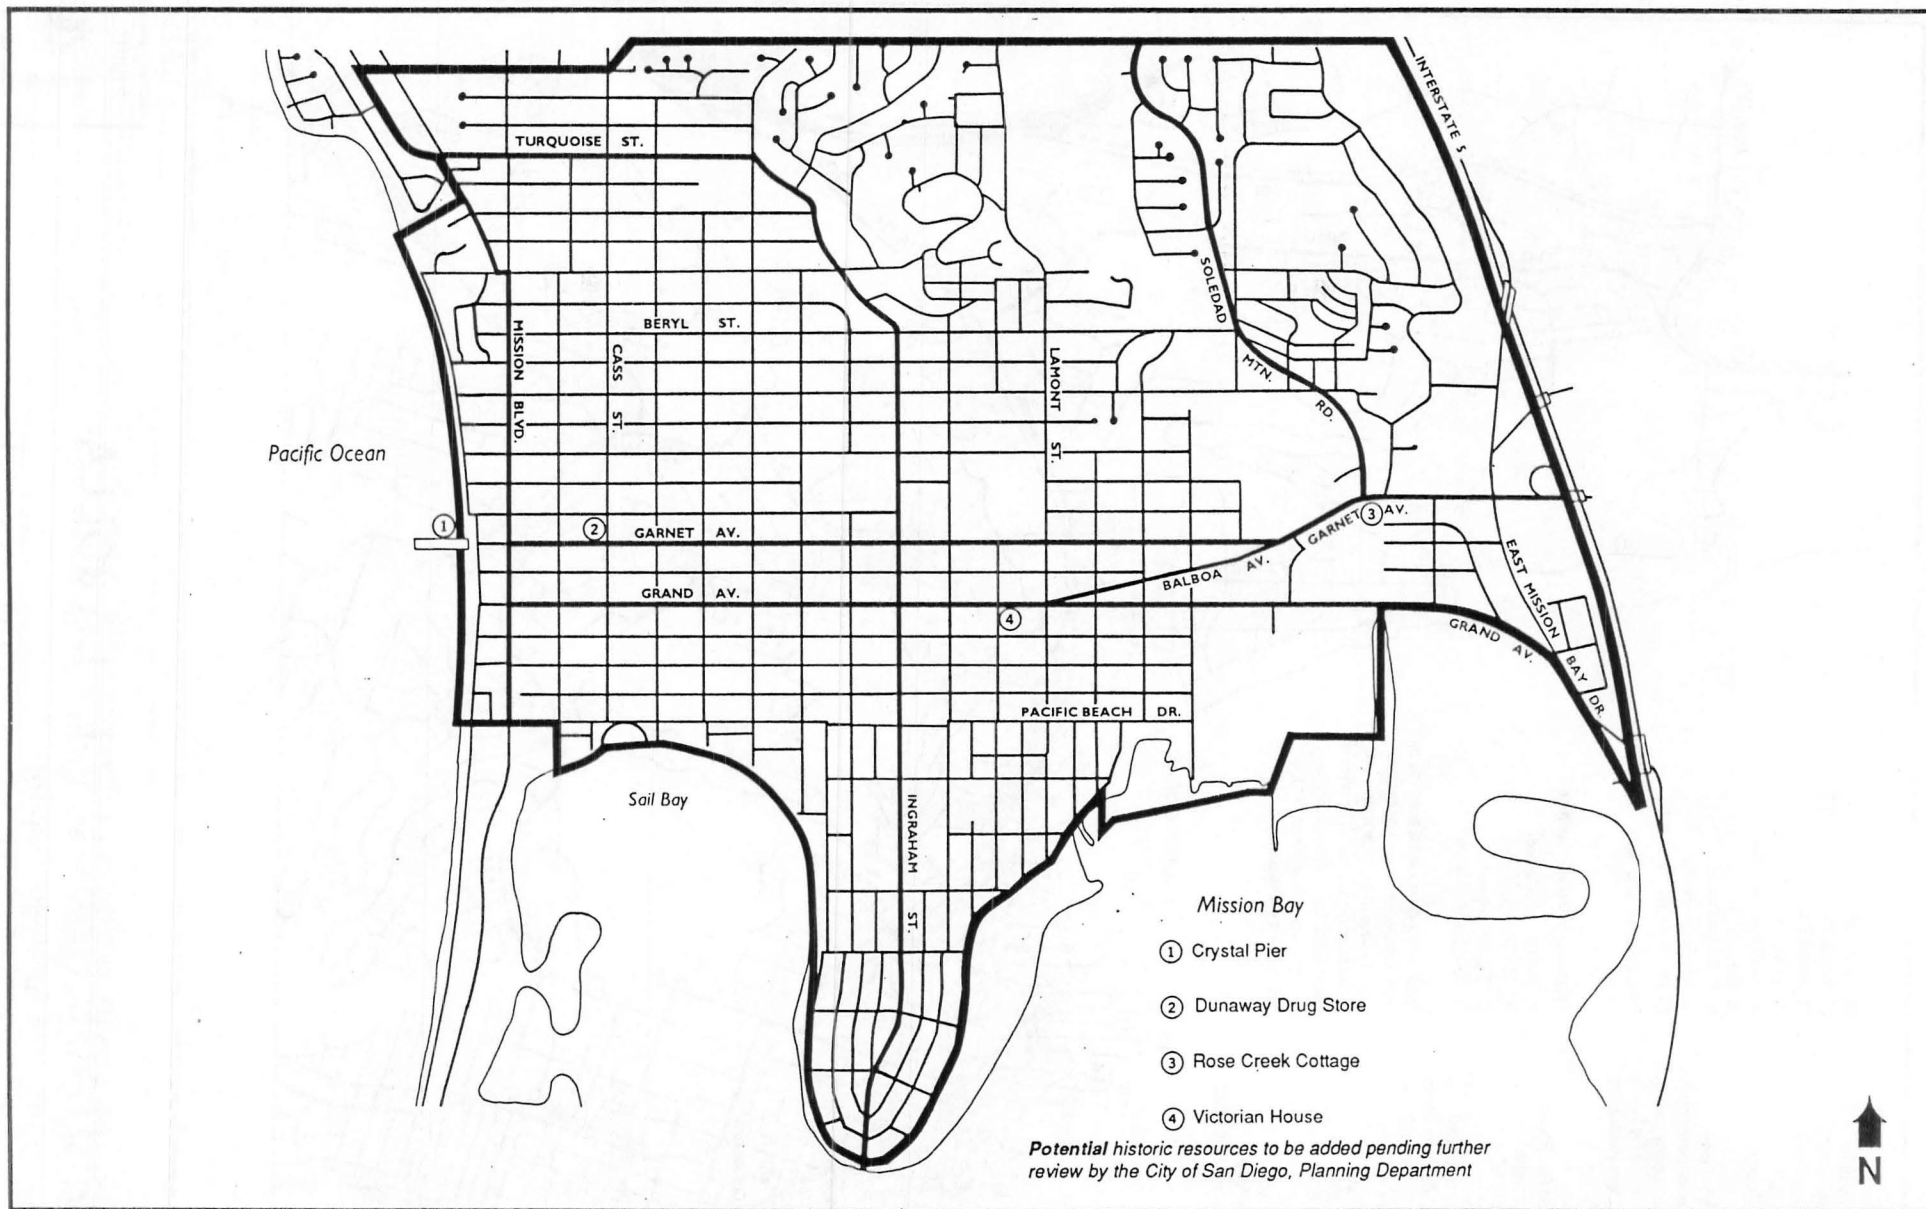 INTERSTATE 5
TURQUOISE ST.
SOLEDAD
MTN.
RD.
BERYL ST.
MISSION BLVD.
CASS ST.
LAMONT ST.
Pacific Ocean
1
2
GARNET AV.
GARNET
3
AV.
BALBOA AV.
EAST MISSION
BAY DR.
GRAND AV.
4
GRAND
AV.
PACIFIC BEACH DR.
Sail Bay
INGRAHAM ST.
Mission Bay
1 Crystal Pier
2 Dunaway Drug Store
3 Rose Creek Cottage
4 Victorian House
Potential historic resources to be added pending further
review by the City of San Diego, Planning Department
N